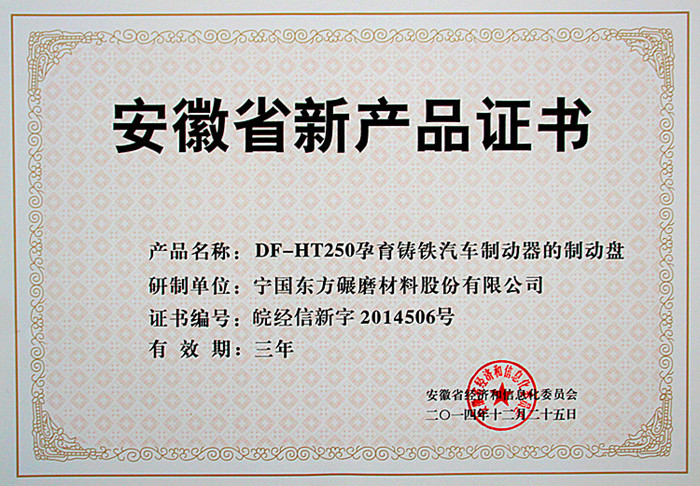 安徽省新产品证书
产品名称：DF-HT250孕育铸铁汽车制动器的制动盘
研制单位：宁国东方碾磨材料股份有限公司
证书编号：皖经信新字 2014506号
有 效 期：三年
安徽省经济和信息化委员会
二〇一四年十二月二十五日